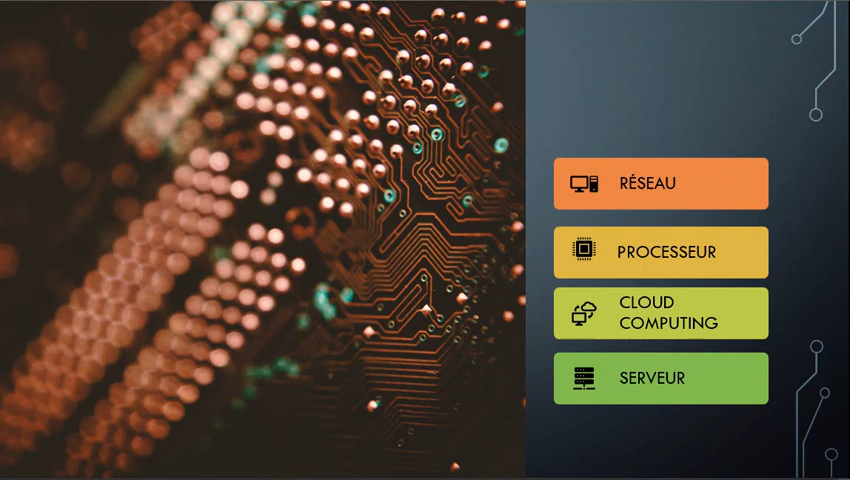 RÉSEAU
PROCESSEUR
CLOUD
COMPUTING
SERVEUR